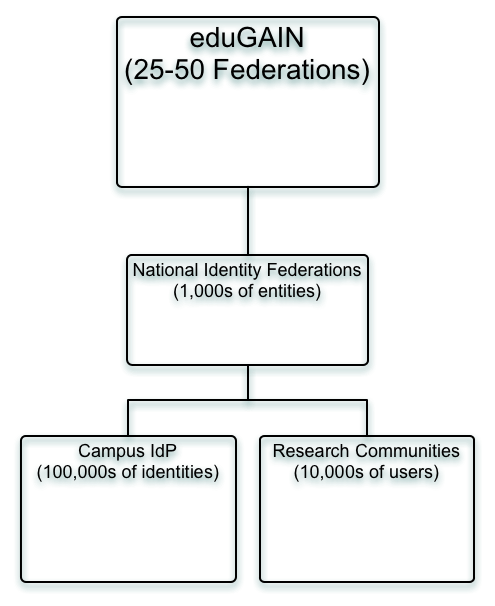 eduGAIN
(25-50 Federations)
National Identity Federations
(1,000s of entities)
Campus IdP
(100,000s of identities)
Research Communities
(10,000s of users)